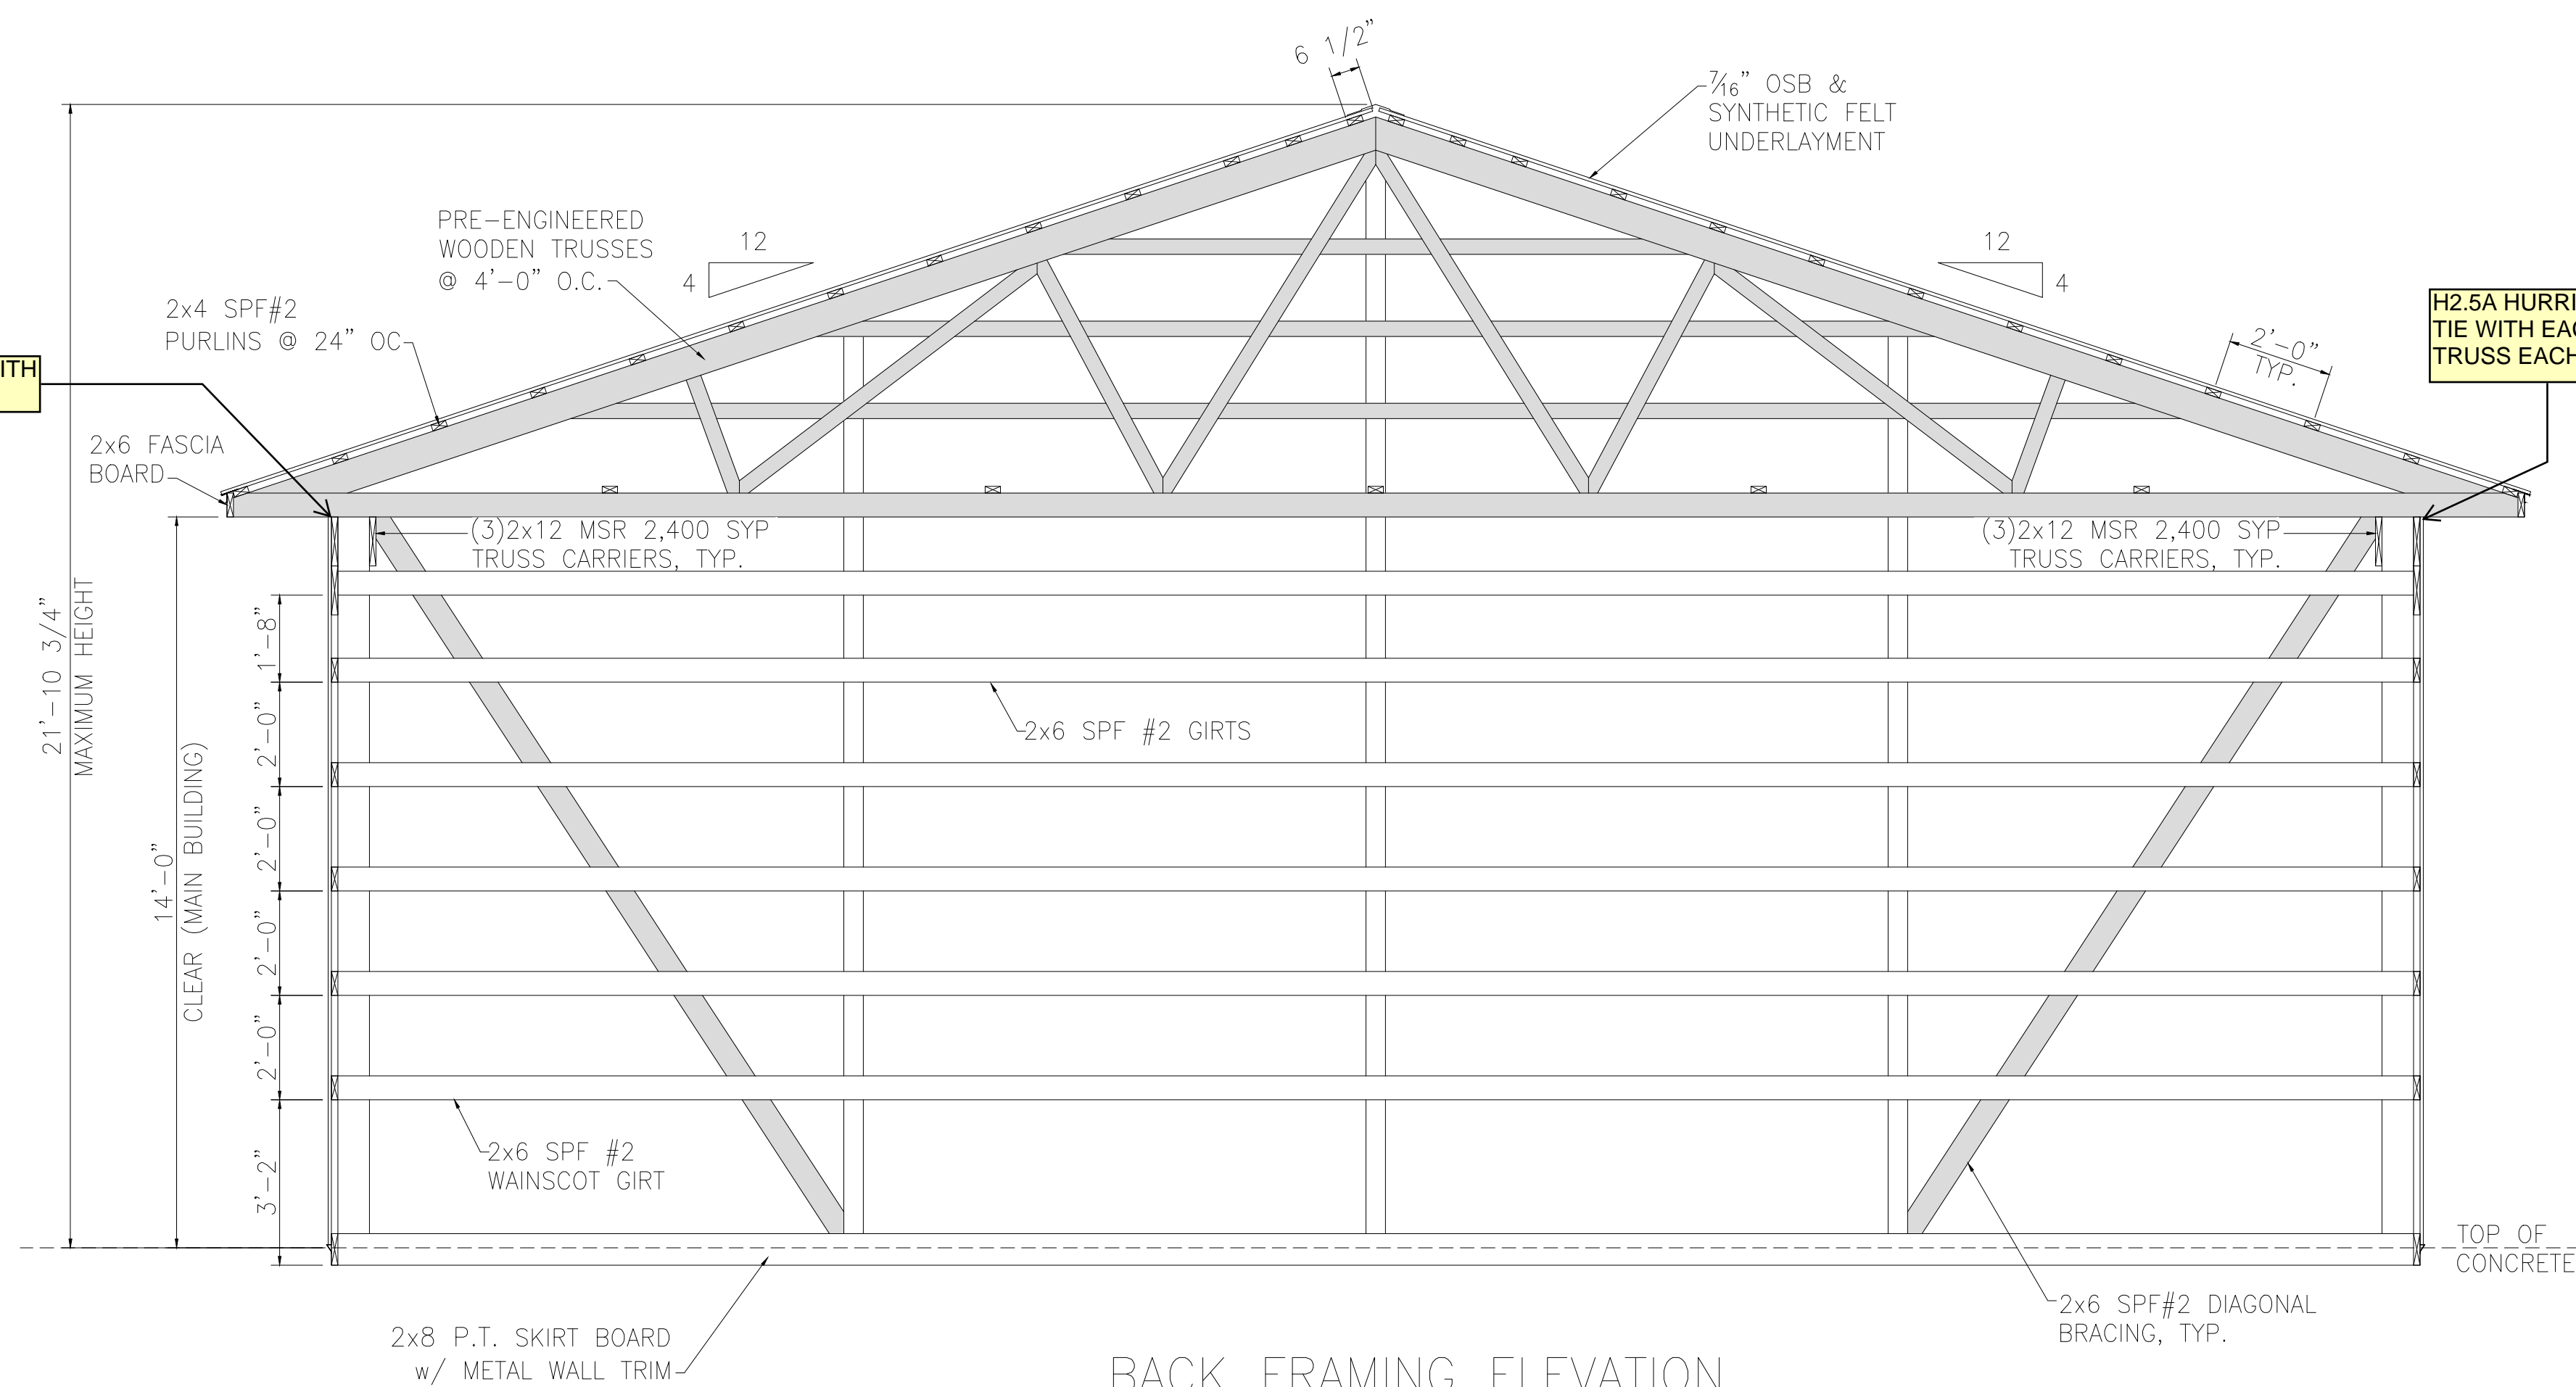 6 1/2"
7/16" OSB &
SYNTHETIC FELT
UNDERLAYMENT
PRE-ENGINEERED
WOODEN TRUSSES
@ 4'-0" O.C.
12
4
12
4
2x4 SPF#2
PURLINS @ 24" OC
H2.5A
TIE WITH
TRUSS EACH
2'-0"
TYP.
2x6 FASCIA
BOARD
(3)2x12 MSR 2,400 SYP
TRUSS CARRIERS, TYP.
(3)2x12 MSR 2,400 SYP
TRUSS CARRIERS, TYP.
21'-10 3/4"
MAXIMUM HEIGHT
14'-0"
CLEAR (MAIN BUILDING)
1'-8"
2'-0"
2'-0"
2'-0"
2'-0"
3'-2"
2x6 SPF #2 GIRTS
2x6 SPF #2
WAINSCOT GIRT
TOP OF
CONCRETE
2x6 SPF#2 DIAGONAL
BRACING, TYP.
2x8 P.T. SKIRT BOARD
w/ METAL WALL TRIM
BACK FRAMING ELEVATION